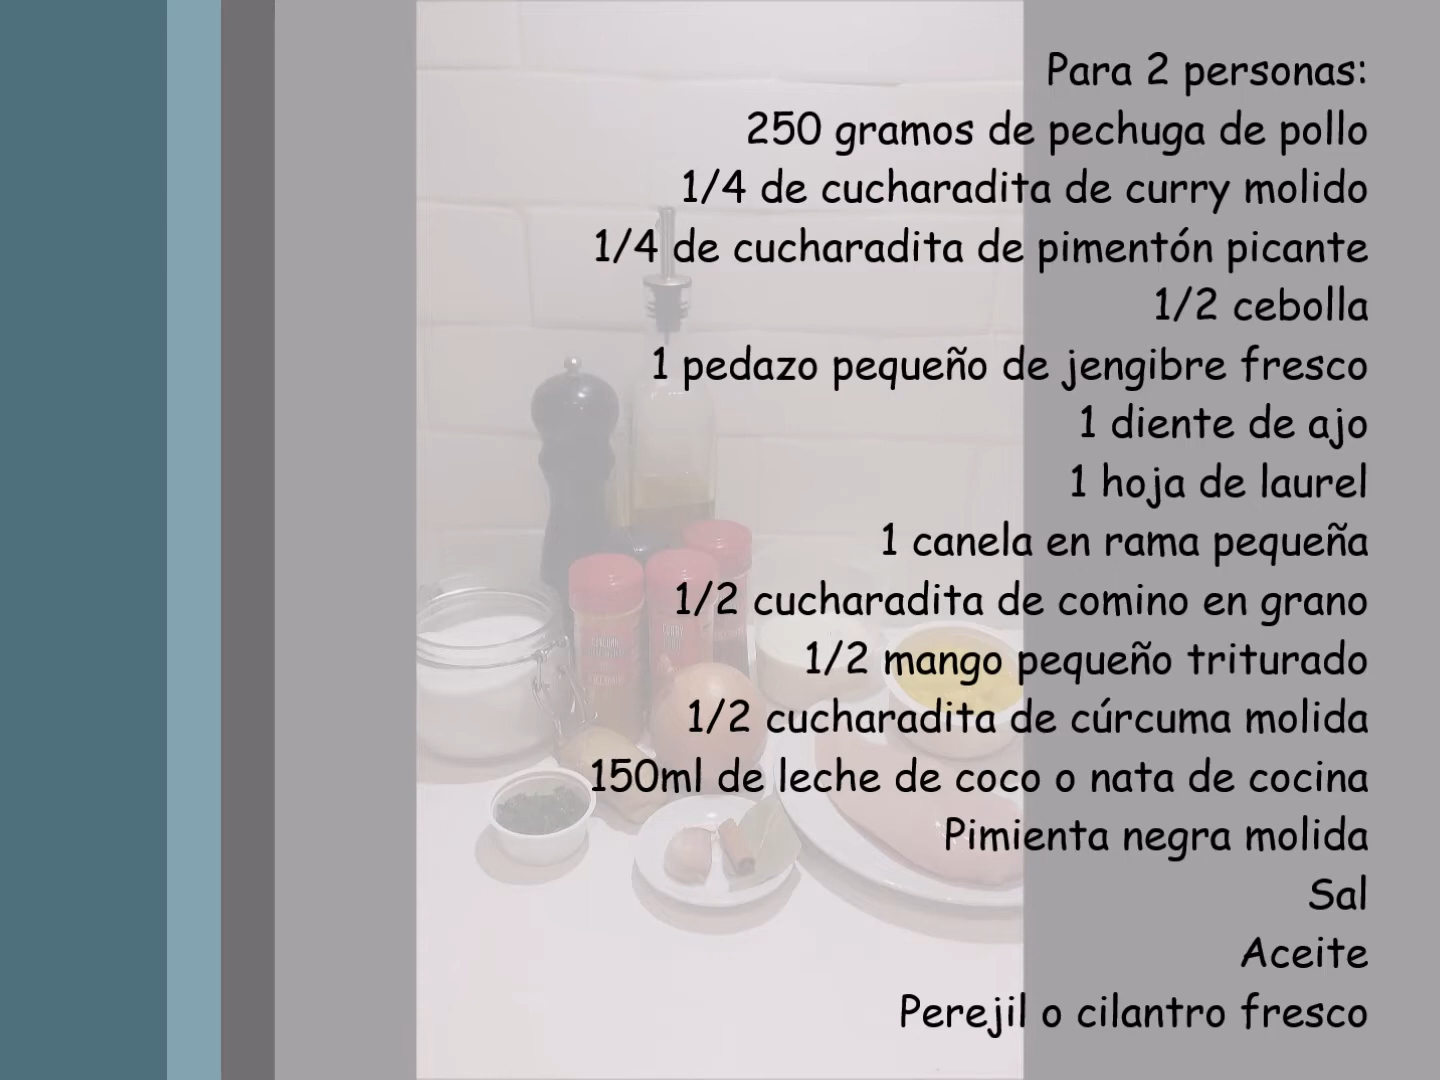 Para 2 personas:
250 gramos de pechuga de pollo
1/4 de cucharadita de curry molido
1/4 de cucharadita de pimentón picante
1/2 cebolla
1 pedazo pequeño de jengibre fresco
1 diente de ajo
1 hoja de laurel
1 canela en rama pequeña
1/2 cucharadita de comino en grano
1/2 mango pequeño triturado
1/2 cucharadita de cúrcuma molida
150ml de leche de coco o nata de cocina
Pimienta negra molida
Sal
Aceite
Perejil o cilantro fresco